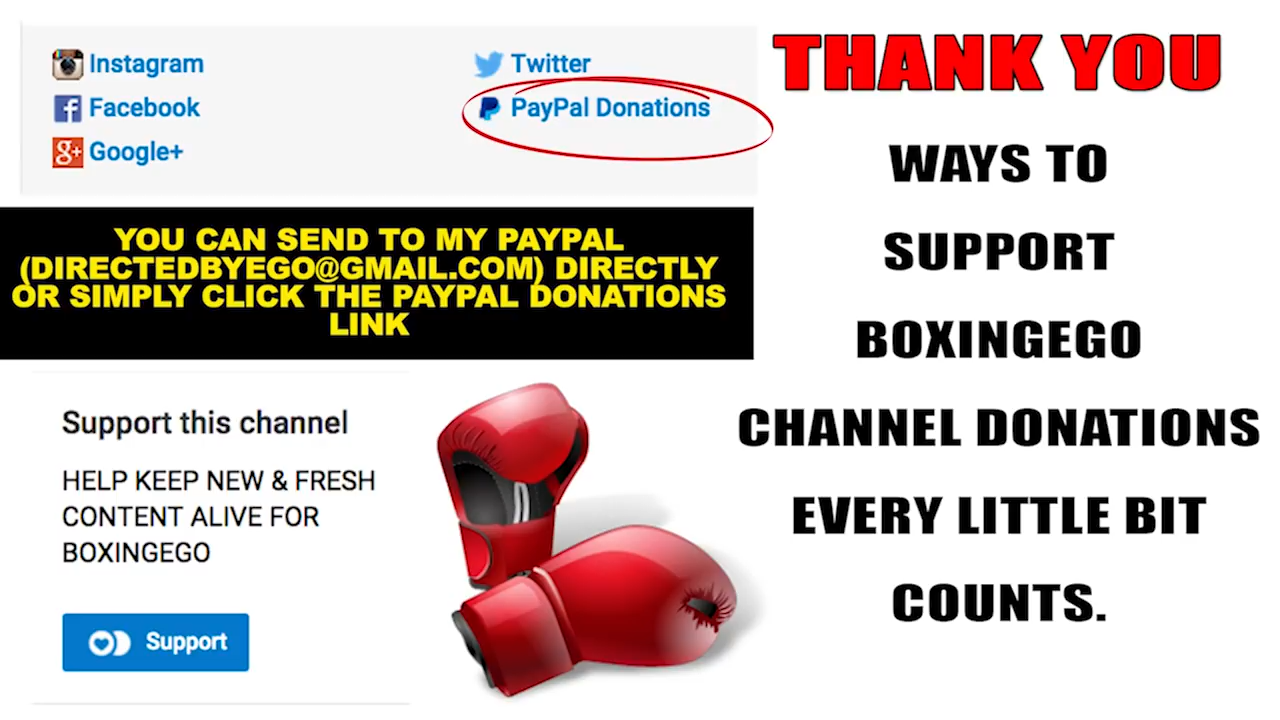 Instagram
Twitter
Facebook
PayPal Donations
Google+
YOU CAN SEND TO MY PAYPAL
(DIRECTEDBYEGO@GMAIL.COM) DIRECTLY
OR SIMPLY CLICK THE PAYPAL DONATIONS
LINK
Support this channel
HELP KEEP NEW & FRESH
CONTENT ALIVE FOR
BOXINGEGO
Support
THANK YOU
WAYS TO
SUPPORT
BOXINGEGO
CHANNEL DONATIONS
EVERY LITTLE BIT
COUNTS.